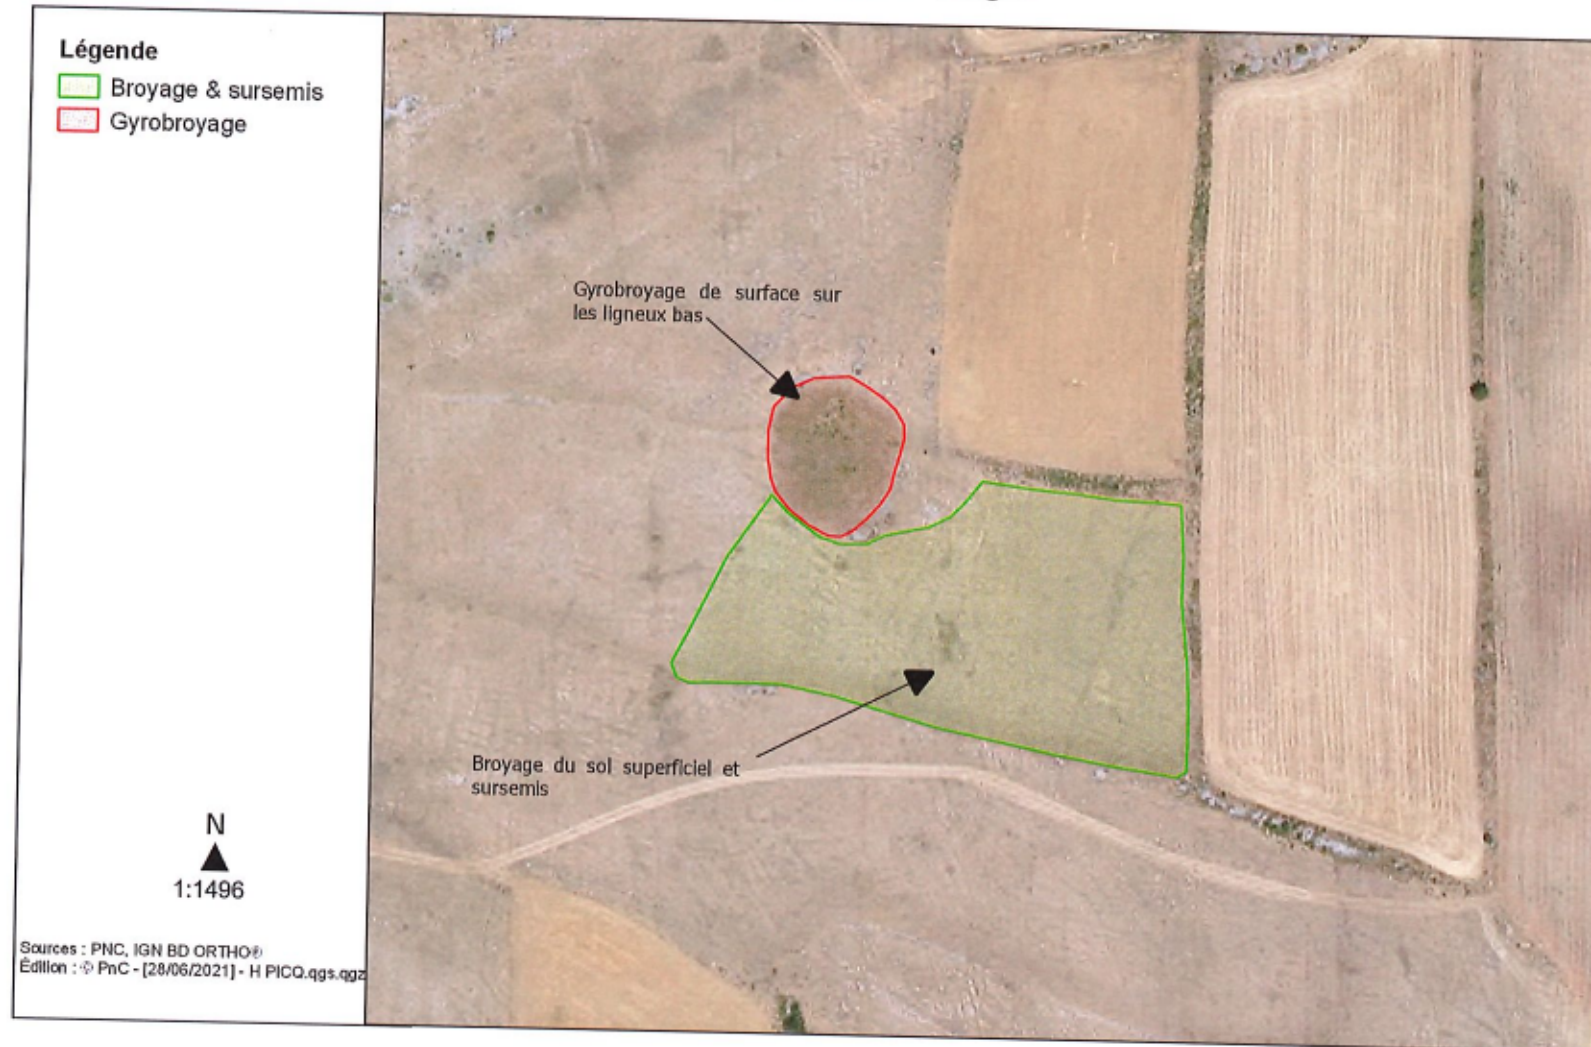 Légende
Broyage & sursemis
Gyrobroyage
Gyrobroyage de surface sur
les ligneux bas
Broyage du sol superficiel et
sursemis
N
1:1496
Sources : PNC, IGN BD ORTHO®
Édition : © PnC - [28/06/2021] - H PICQ.qgs.qgz